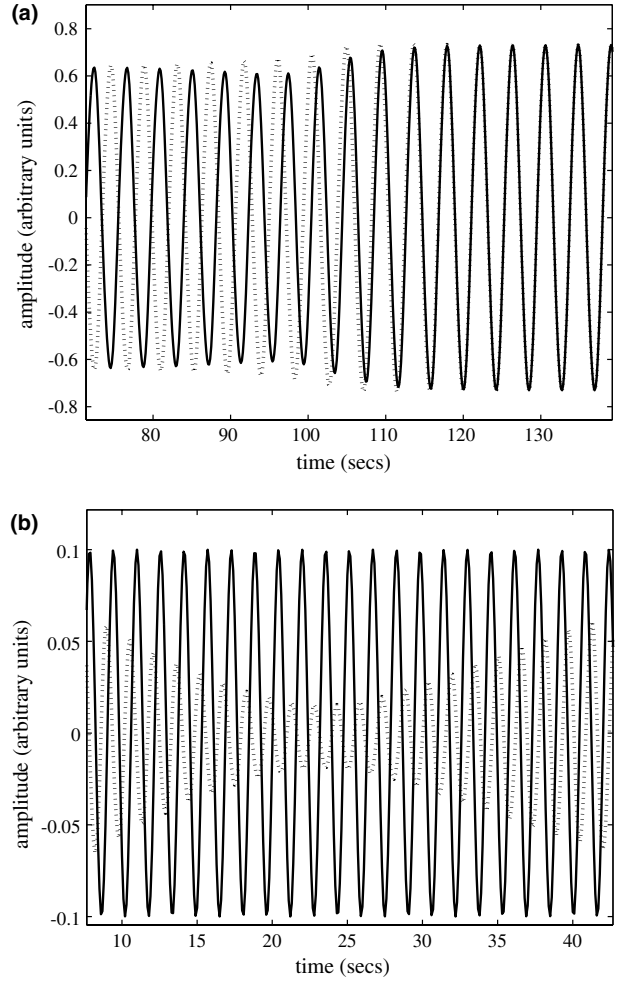 (a)
0.8
0.6
0.4
0.2
0
-0.2
-0.4
-0.6
-0.8
amplitude (arbitrary units)
80 90 100 110 120 130
time (secs)
(b)
0.1
0.05
0
-0.05
-0.1
amplitude (arbitrary units)
10 15 20 25 30 35 40
time (secs)